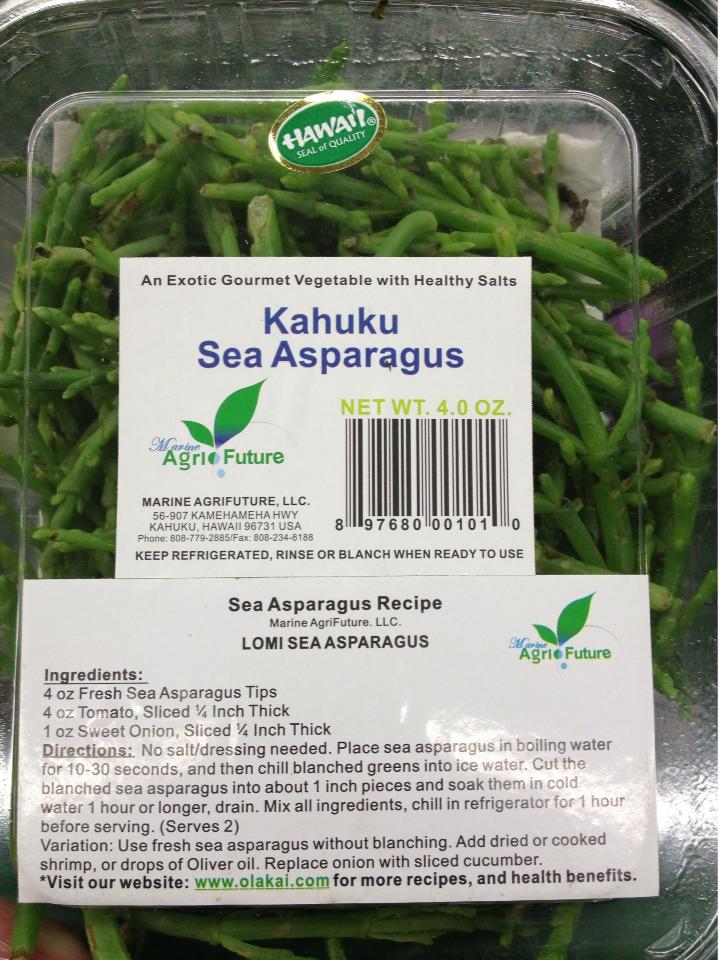 HAWAI'I®
SEAL of QUALITY
An Exotic Gourmet Vegetable with Healthy Salts
Kahuku
Sea Asparagus
NET WT. 4.0 OZ.
Marine
Agri Future
MARINE AGRIFUTURE, LLC.
56-907 KAMEHAMEHA HWY
KAHUKU, HAWAII 96731 USA
Phone: 808-779-2885/Fax: 808-234-6188
8 97680 00101 0
KEEP REFRIGERATED, RINSE OR BLANCH WHEN READY TO USE
Sea Asparagus Recipe
Marine AgriFuture. LLC.
LOMI SEA ASPARAGUS
Marine
Agri Future
Ingredients:
4 oz Fresh Sea Asparagus Tips
4 oz Tomato, Sliced ¼ Inch Thick
1 oz Sweet Onion, Sliced ¼ Inch Thick
Directions: No salt/dressing needed. Place sea asparagus in boiling water
for 10-30 seconds, and then chill blanched greens into ice water. Cut the
blanched sea asparagus into about 1 inch pieces and soak them in cold
water 1 hour or longer, drain. Mix all ingredients, chill in refrigerator for 1 hour
before serving. (Serves 2)
Variation: Use fresh sea asparagus without blanching. Add dried or cooked
shrimp, or drops of Oliver oil. Replace onion with sliced cucumber.
*Visit our website: www.olakai.com for more recipes, and health benefits.